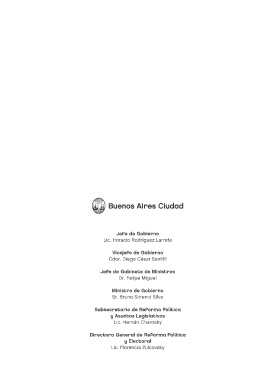 Buenos Aires Ciudad
Jefe de Gobierno
Lic. Horacio Rodríguez Larreta
Vicejefe de Gobierno
Cdor. Diego César Santilli
Jefe de Gabinete de Ministros
Dr. Felipe Miguel
Ministro de Gobierno
Sr. Bruno Screnci Silva
Subsecretario de Reforma Política
y Asuntos Legislativos
Lic. Hernán Charosky
Directora General de Reforma Política
y Electoral
Lic. Florencia Zulcovsky